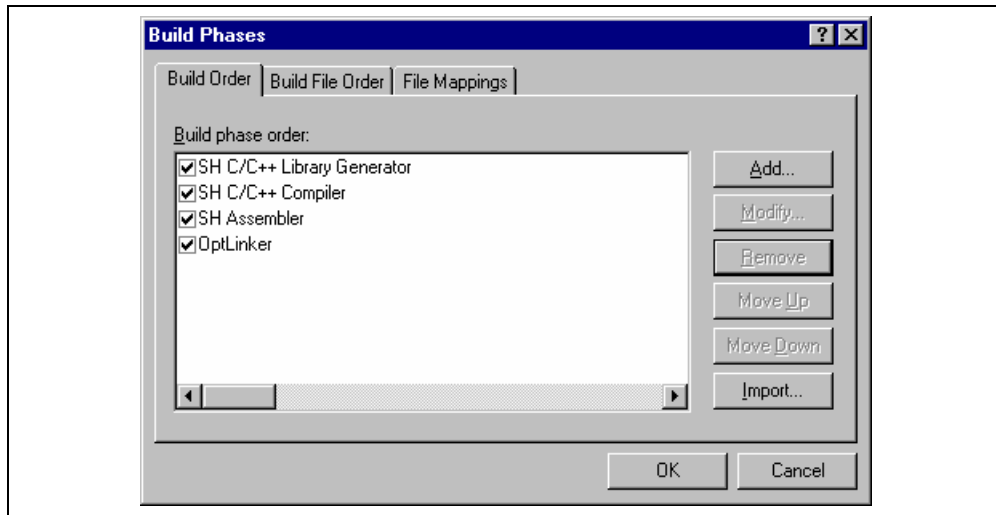 Build Phases
Build Order
Build File Order
File Mappings
Build phase order:
SH C/C++ Library Generator
SH C/C++ Compiler
SH Assembler
OptLinker
Add...
Modify...
Remove
Move Up
Move Down
Import...
OK
Cancel